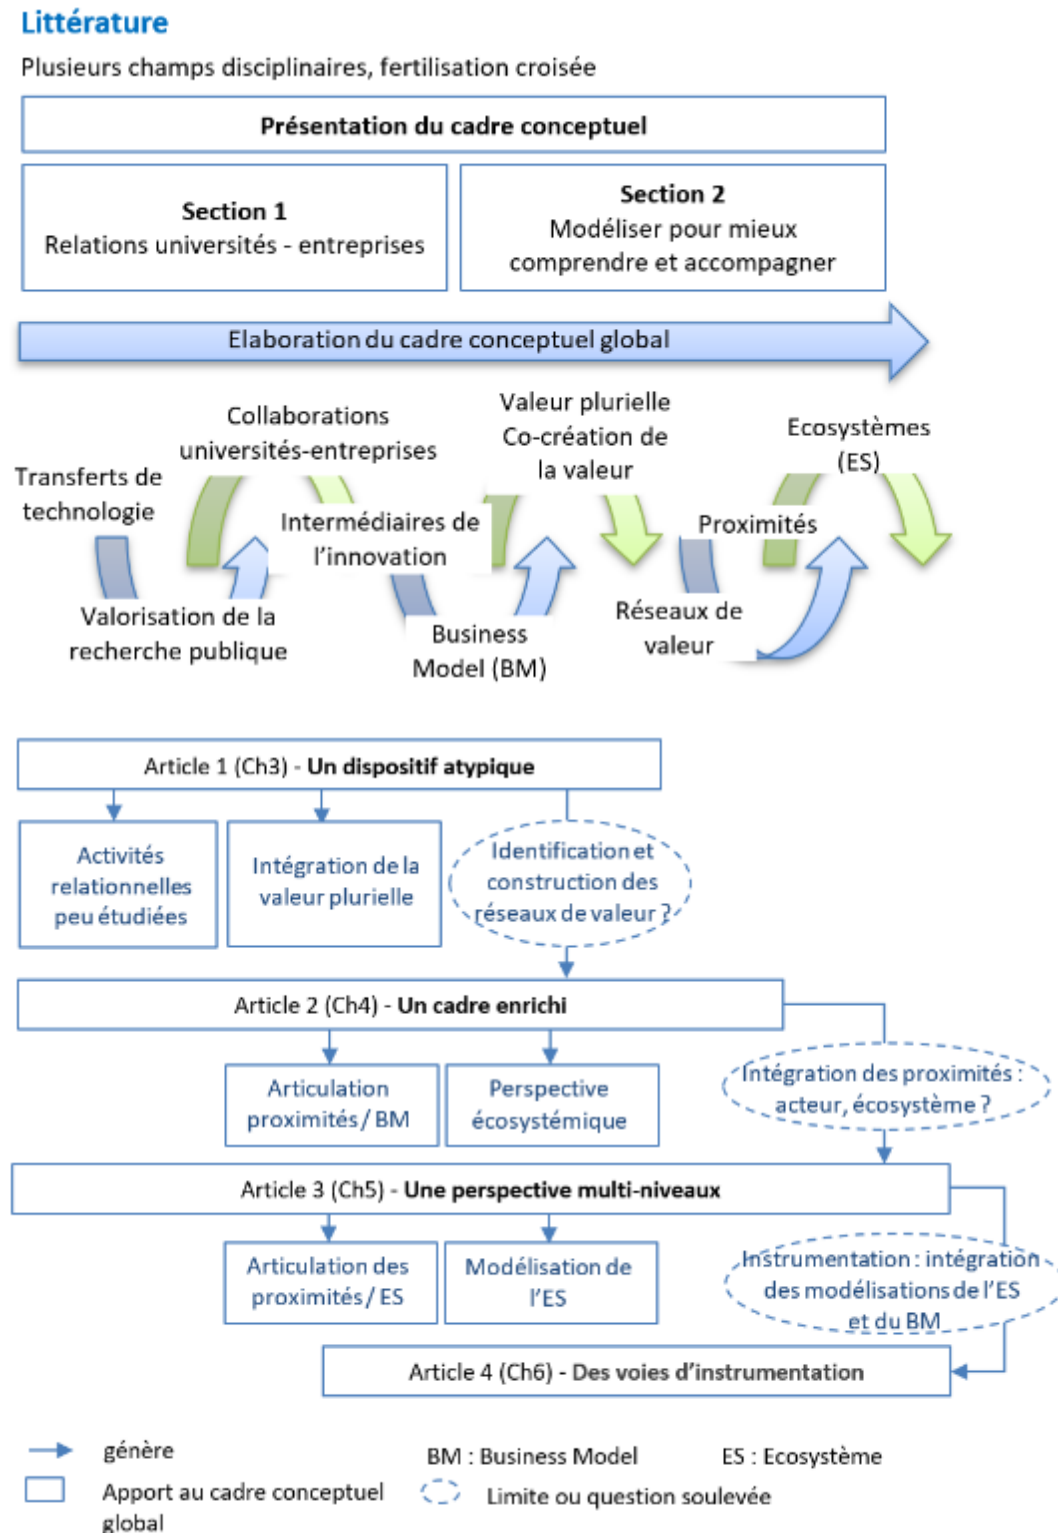 Littérature
Plusieurs champs disciplinaires, fertilisation croisée
Présentation du cadre conceptuel
Section 1
Relations universités - entreprises
Section 2
Modéliser pour mieux
comprendre et accompagner
Elaboration du cadre conceptuel global
Transferts de
technologie
Collaborations
universités-entreprises
Valorisation de la
recherche publique
Intermédiaires de
l'innovation
Business
Model (BM)
Valeur plurielle
Co-création de
la valeur
Réseaux de
valeur
Proximités
Ecosystèmes
(ES)
Article 1 (Ch3) - Un dispositif atypique
Activités
relationnelles
peu étudiées
Intégration de la
valeur plurielle
Identification et
construction des
réseaux de valeur ?
Article 2 (Ch4) - Un cadre enrichi
Articulation
proximités / BM
Perspective
écosystémique
Intégration des proximités :
acteur, écosystème ?
Article 3 (Ch5) - Une perspective multi-niveaux
Articulation des
proximités / ES
Modélisation de
l'ES
Instrumentation : intégration
des modélisations de l'ES
et du BM
Article 4 (Ch6) - Des voies d'instrumentation
génère
BM : Business Model
ES : Ecosystème
Apport au cadre conceptuel
global
Limite ou question soulevée